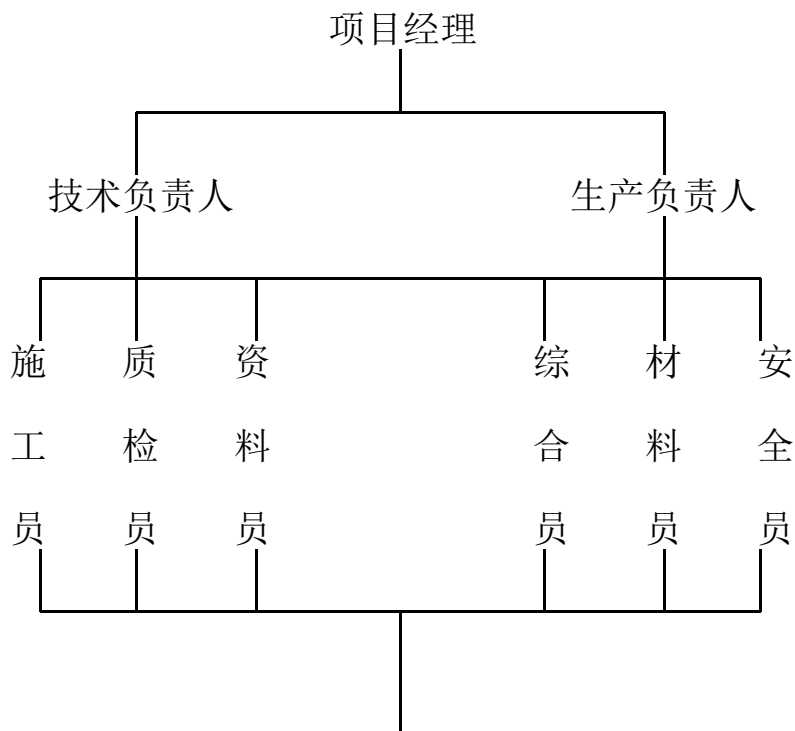 项目经理
技术负责人
生产负责人
施工员
质检员
资料员
综合员
材料员
安全员